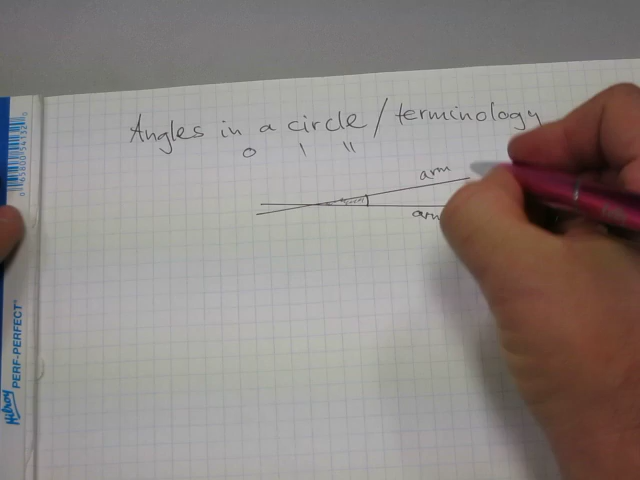 Angles in a circle / terminology
° ' "
arm
arm
Hilroy PERF-PERFECT®